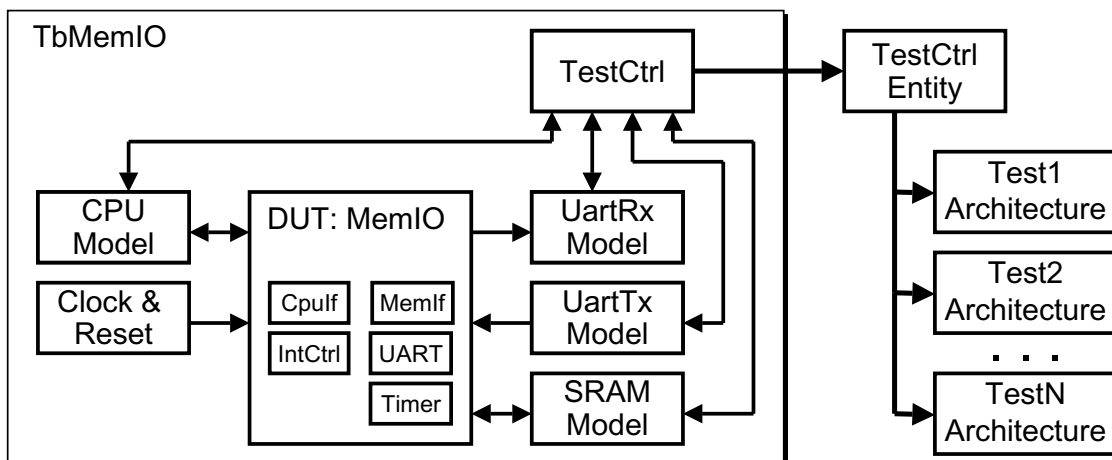 TbMemIO
TestCtrl
TestCtrl
Entity
CPU
Model
DUT: MemIO
UartRx
Model
Test1
Architecture
Clock &
Reset
CpuIf
MemIf
IntCtrl
UART
Timer
UartTx
Model
Test2
Architecture
. . .
SRAM
Model
TestN
Architecture